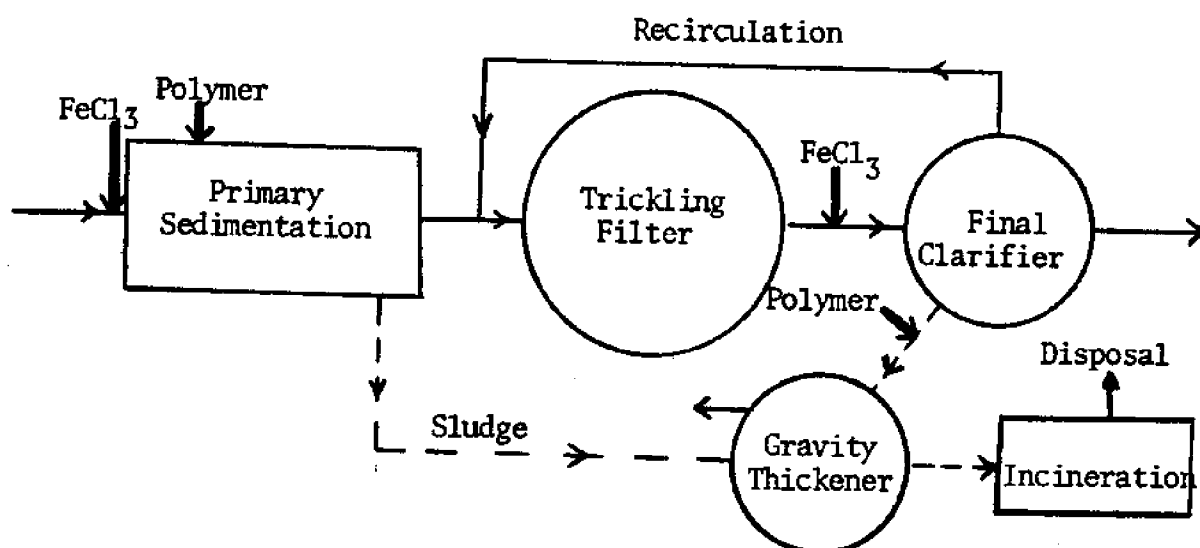 Recirculation
Polymer
FeCl3
FeCl3
Primary
Sedimentation
Trickling
Filter
Final
Clarifier
Polymer
Disposal
Sludge
Gravity
Thickener
Incineration